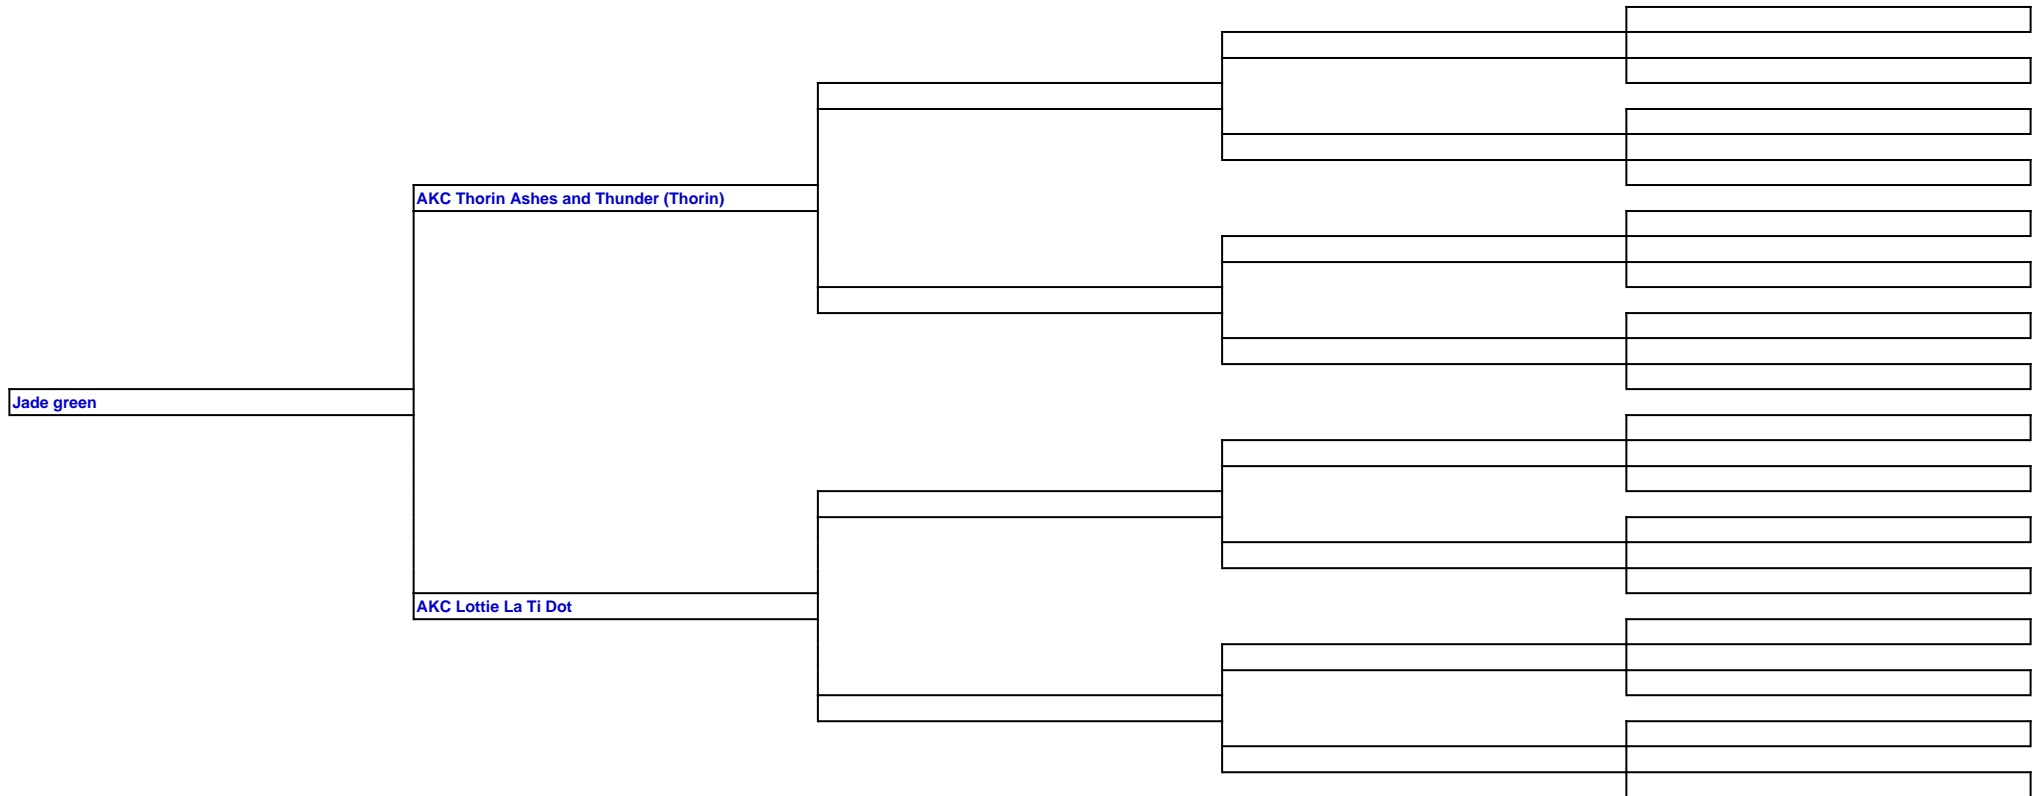 AKC Thorin Ashes and Thunder (Thorin)
Jade green
AKC Lottie La Ti Dot